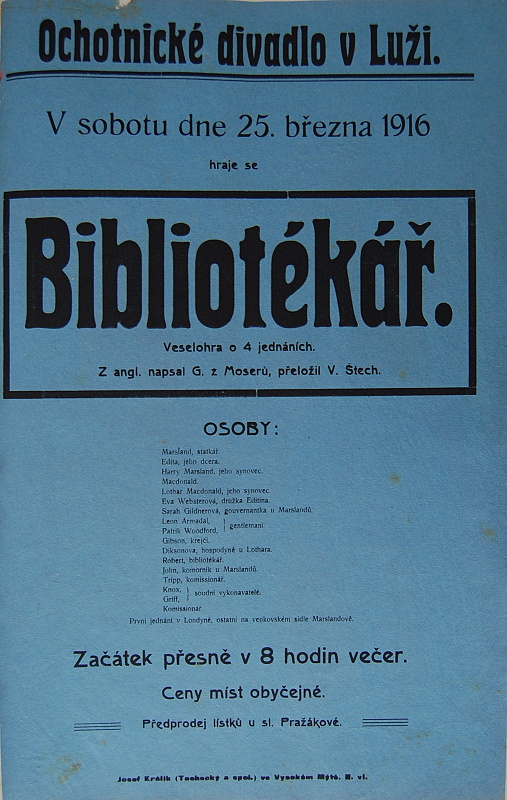 Ochotnické divadlo v Luži.
V sobotu dne 25. března 1916
hraje se
Bibliotékář.
Veselohra o 4 jednáních.
Z angl. napsal G. z Moserů, přeložil V. Štech.
OSOBY:
Marsland, statkář.
Edita, jeho dcera.
Harry Marsland, jeho synovec.
Macdonald.
Lothar Macdonald, jeho synovec
Eva Websterová, družka Editina.
Sarah Gildnerová, gouvernantka u Marslandů.
Leon Armadal,
Patrik Woodford, } gentlemani
Gibson, krejčí.
Diksonova, hospodyně u Lothara.
Robert, bibliotékář.
John, komorník u Marslandů.
Tripp, komisionář.
Knox,
Griff, } soudní vykonavatelé.
Komisionář.
První jednání v Londýně, ostatní na venkovském sídle Marslandově.
Začátek přesně v 8 hodin večer.
Ceny míst obyčejné.
Předprodej lístků u sl. Pražákové.
Josef Králík (Tuchacký a spol.) ve Vysokém Mýtě. N. vl.